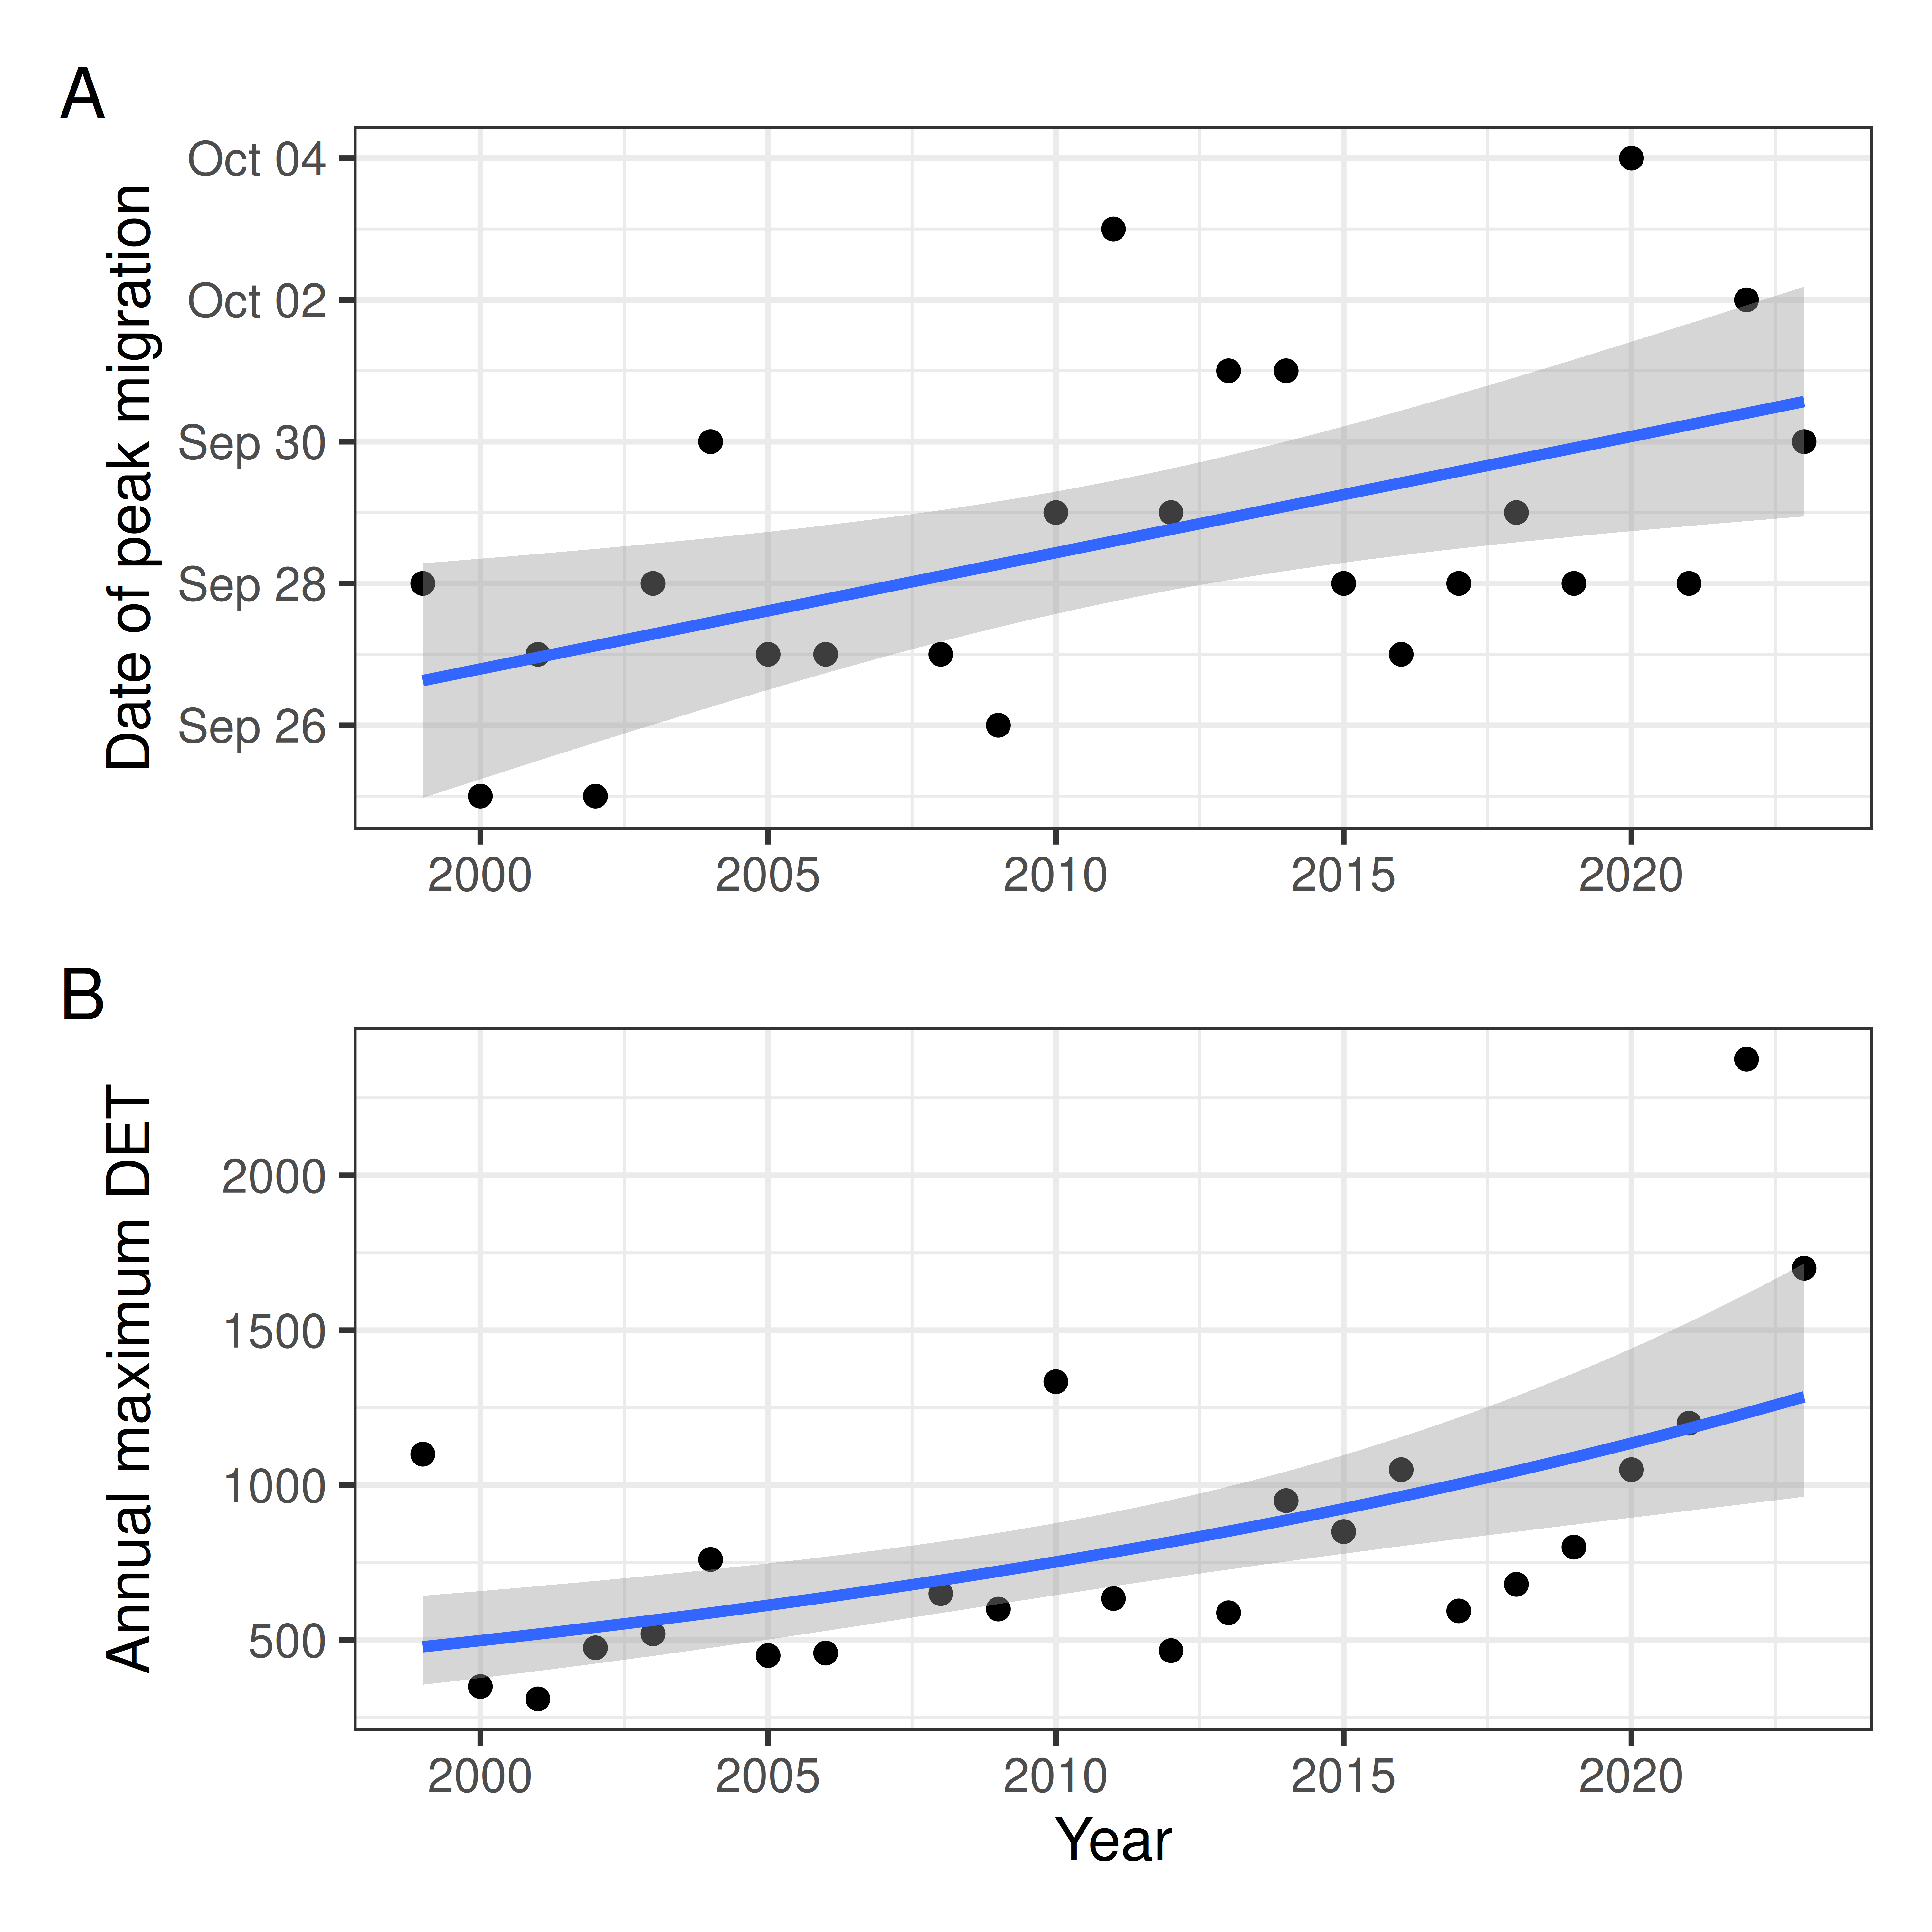 A
Date of peak migration
Oct 04
Oct 02
Sep 30
Sep 28
Sep 26
2000 2005 2010 2015 2020
B
Annual maximum DET
2000
1500
1000
500
2000 2005 2010 2015 2020
Year